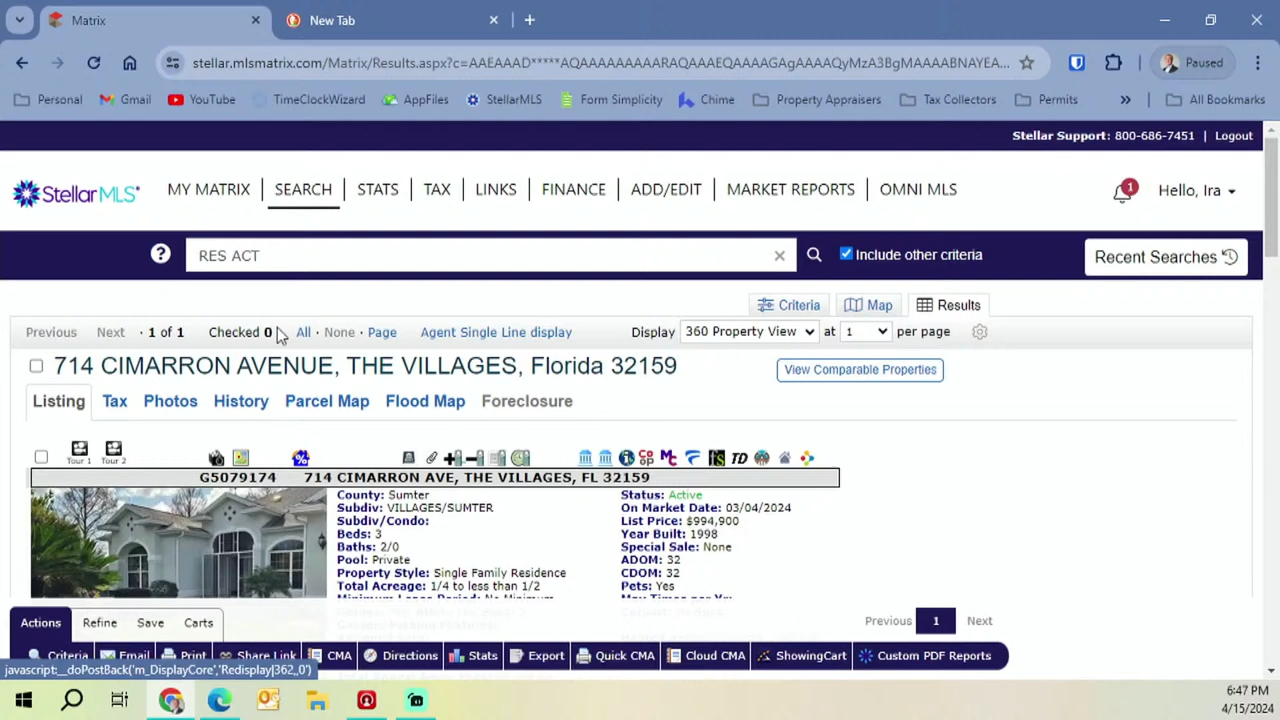 Matrix
New Tab
stellar.mlsmatrix.com/Matrix/Results.aspx?c=AAEAAAD*****AQAAAAAAAAARAQAAAEQAAAAGAgAAAAQyMzA3BgMAAAABNAYEA...
Paused
Personal Gmail YouTube TimeClockWizard AppFiles StellarMLS Form Simplicity Chime Property Appraisers Tax Collectors Permits » All Bookmarks
Stellar Support: 800-686-7451 | Logout
StellarMLS MY MATRIX SEARCH STATS TAX LINKS FINANCE ADD/EDIT MARKET REPORTS OMNI MLS 1 Hello, Ira
? RES ACT Include other criteria Recent Searches
Criteria Map Results
Previous Next · 1 of 1 Checked 0 All · None · Page Agent Single Line display Display 360 Property View at 1 per page
714 CIMARRON AVENUE, THE VILLAGES, Florida 32159 View Comparable Properties
Listing Tax Photos History Parcel Map Flood Map Foreclosure
Tour 1 Tour 2
G5079174 714 CIMARRON AVE, THE VILLAGES, FL 32159
County: Sumter Status: Active
Subdiv: VILLAGES/SUMTER On Market Date: 03/04/2024
Subdiv/Condo: List Price: $994,900
Beds: 3 Year Built: 1998
Baths: 2/0 Special Sale: None
Pool: Private ADOM: 32
Property Style: Single Family Residence CDOM: 32
Total Acreage: 1/4 to less than 1/2 Pets: Yes
Actions Refine Save Carts Previous 1 Next
Criteria Email Print Share Link CMA Directions Stats Export Quick CMA Cloud CMA ShowingCart Custom PDF Reports
javascript:__doPostBack('m_DisplayCore','Redisplay|362,,0')
6:47 PM
4/15/2024